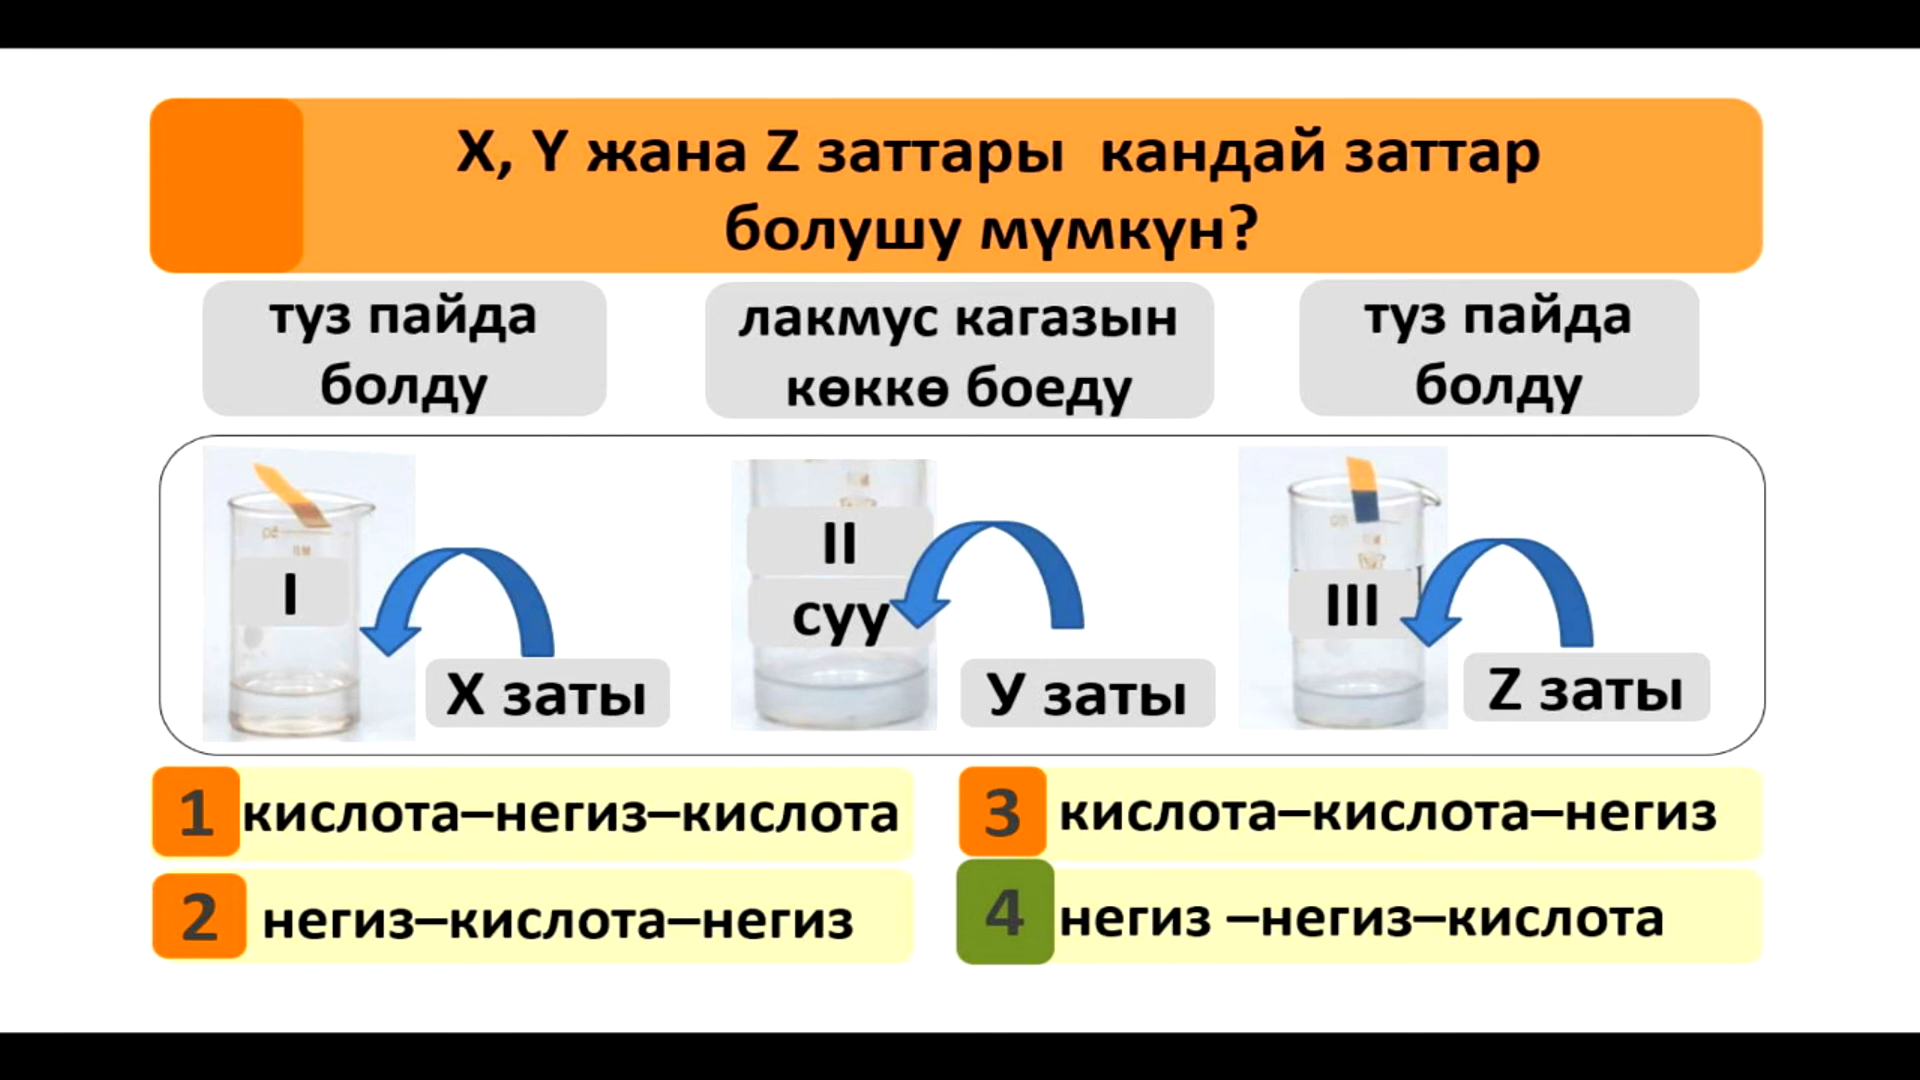 X, Ү жана Z заттары кандай заттар
болушу мүмкүн?
туз пайда
болду
лакмус кагазын
көккө боеду
туз пайда
болду
I
II
суу
III
X заты
У заты
Z заты
1 кислота–негиз–кислота
3 кислота–кислота–негиз
2 негиз–кислота–негиз
4 негиз –негиз–кислота